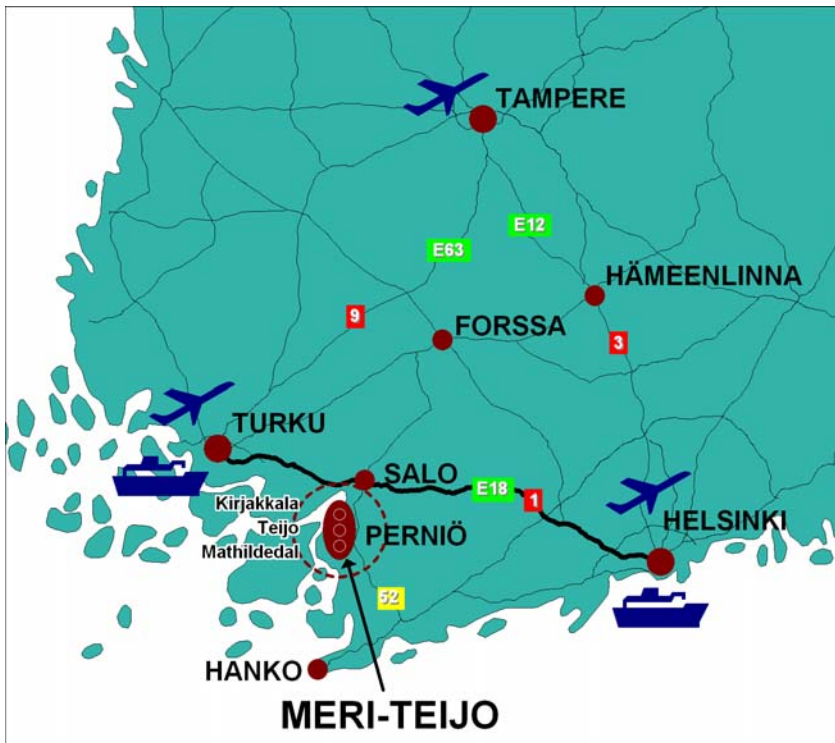 TAMPERE
E12
E63
HÄMEENLINNA
9
FORSSA
3
TURKU
SALO
E18
1
Kirjakkala
Teijo
Mathildedal
PERNIÖ
HELSINKI
52
HANKO
MERI-TEIJO